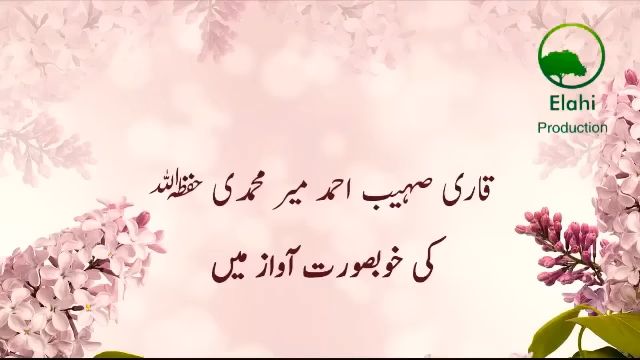 Elahi
Production
قاری صہیب احمد میر محمدی حفظہ اللہ
کی خوبصورت آواز میں